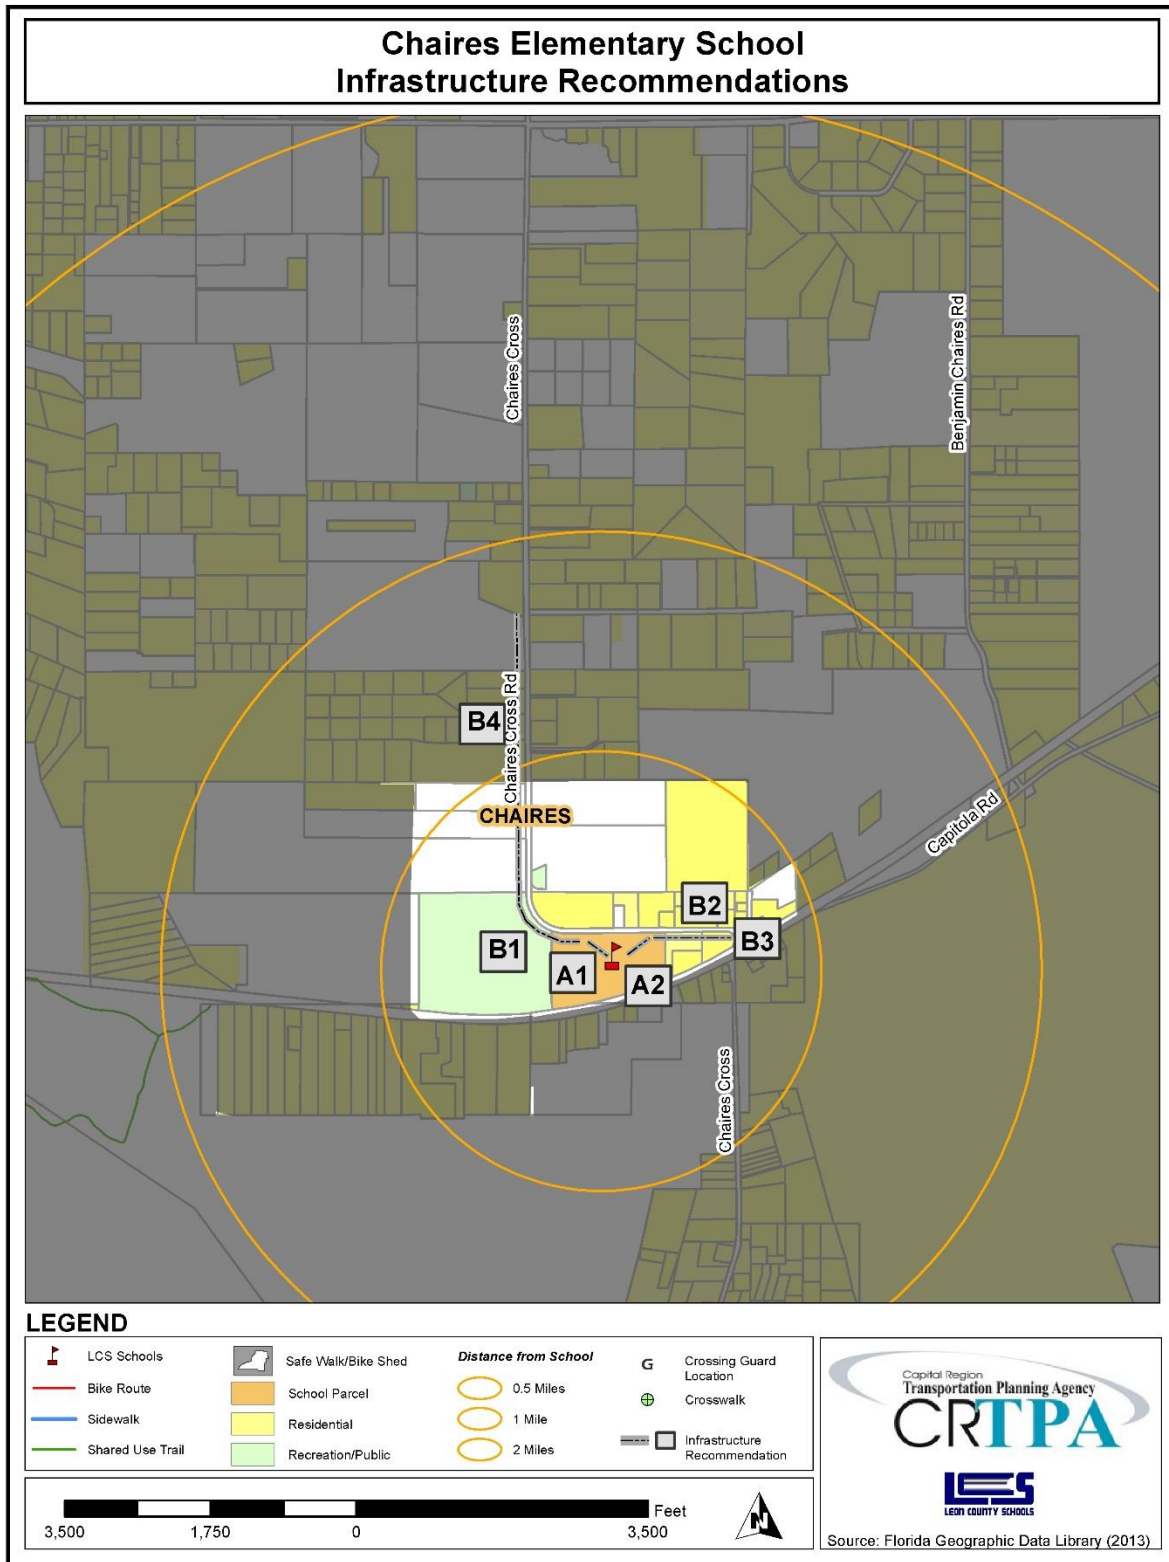 Chaires Elementary School
Infrastructure Recommendations
Chaires Cross
Benjamin Chaires Rd
Chaires Cross Rd
B4
CHAIRES
Capitola Rd
B2
B1
B3
A1
A2
Chaires Cross
LEGEND
LCS Schools
Bike Route
Sidewalk
Shared Use Trail
Safe Walk/Bike Shed
School Parcel
Residential
Recreation/Public
Distance from School
0.5 Miles
1 Mile
2 Miles
G
Crossing Guard
Location
Crosswalk
Infrastructure
Recommendation
Feet
3,500
1,750
0
3,500
N
Capital Region
Transportation Planning Agency
CRTPA
LCS
LEON COUNTY SCHOOLS
Source: Florida Geographic Data Library (2013)